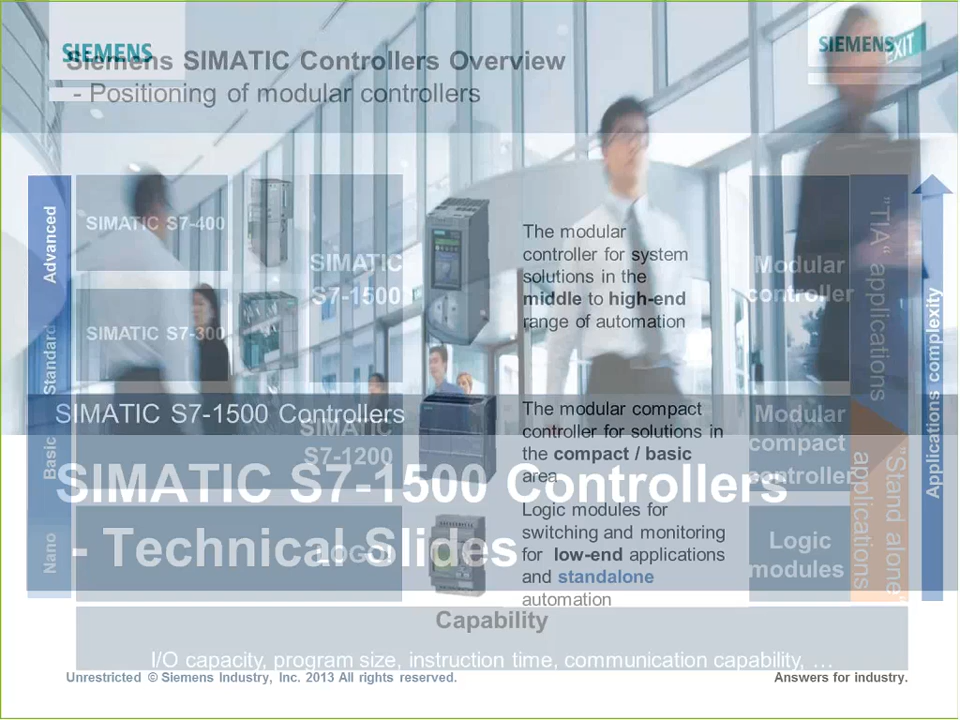 SIEMENS
SIEMENS
EXIT
Siemens SIMATIC Controllers Overview
- Positioning of modular controllers
Advanced
Standard
Basic
Nano
SIMATIC S7-400
SIMATIC S7-300
SIMATIC
S7-1500
The modular
controller for system
solutions in the
middle to high-end
range of automation
Modular
controller
SIMATIC S7-1500 Controllers
SIMATIC
S7-1200
The modular compact
controller for solutions in
the compact / basic
area
Modular
compact
controller
SIMATIC S7-1500 Controllers
- Technical Slides
LOGO!
Logic modules for
switching and monitoring
for low-end applications
and standalone
automation
Logic
modules
"TIA“ applications
"Stand alone“
applications
Applications complexity
Capability
I/O capacity, program size, instruction time, communication capability, …
Unrestricted © Siemens Industry, Inc. 2013 All rights reserved.
Answers for industry.